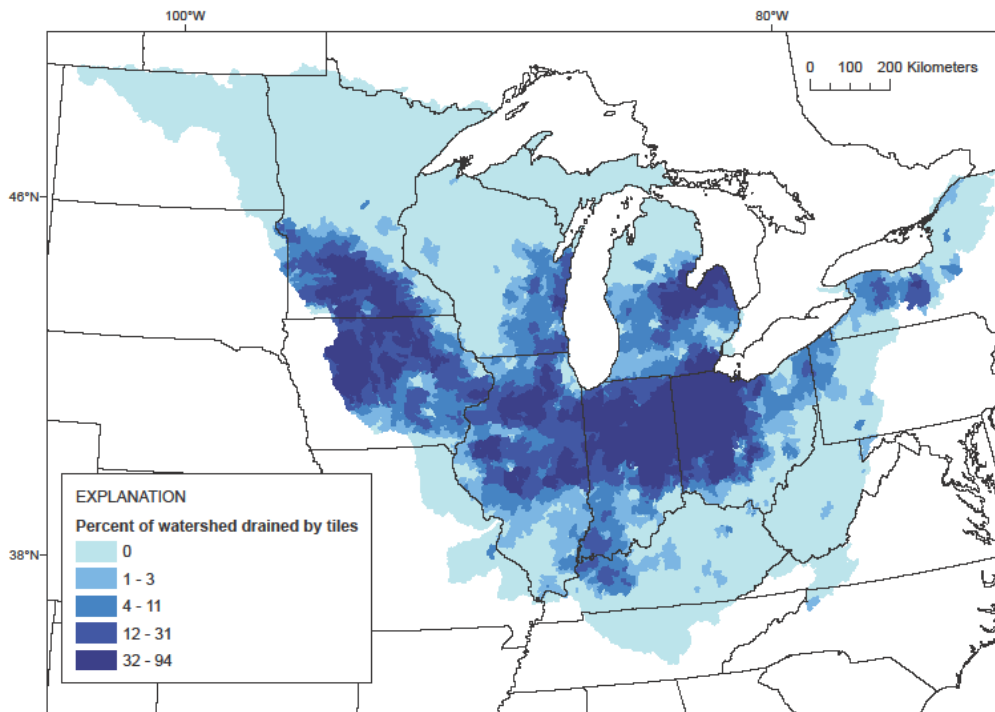 100°W
80°W
0 100 200 Kilometers
46°N
38°N
EXPLANATION
Percent of watershed drained by tiles
0
1 - 3
4 - 11
12 - 31
32 - 94